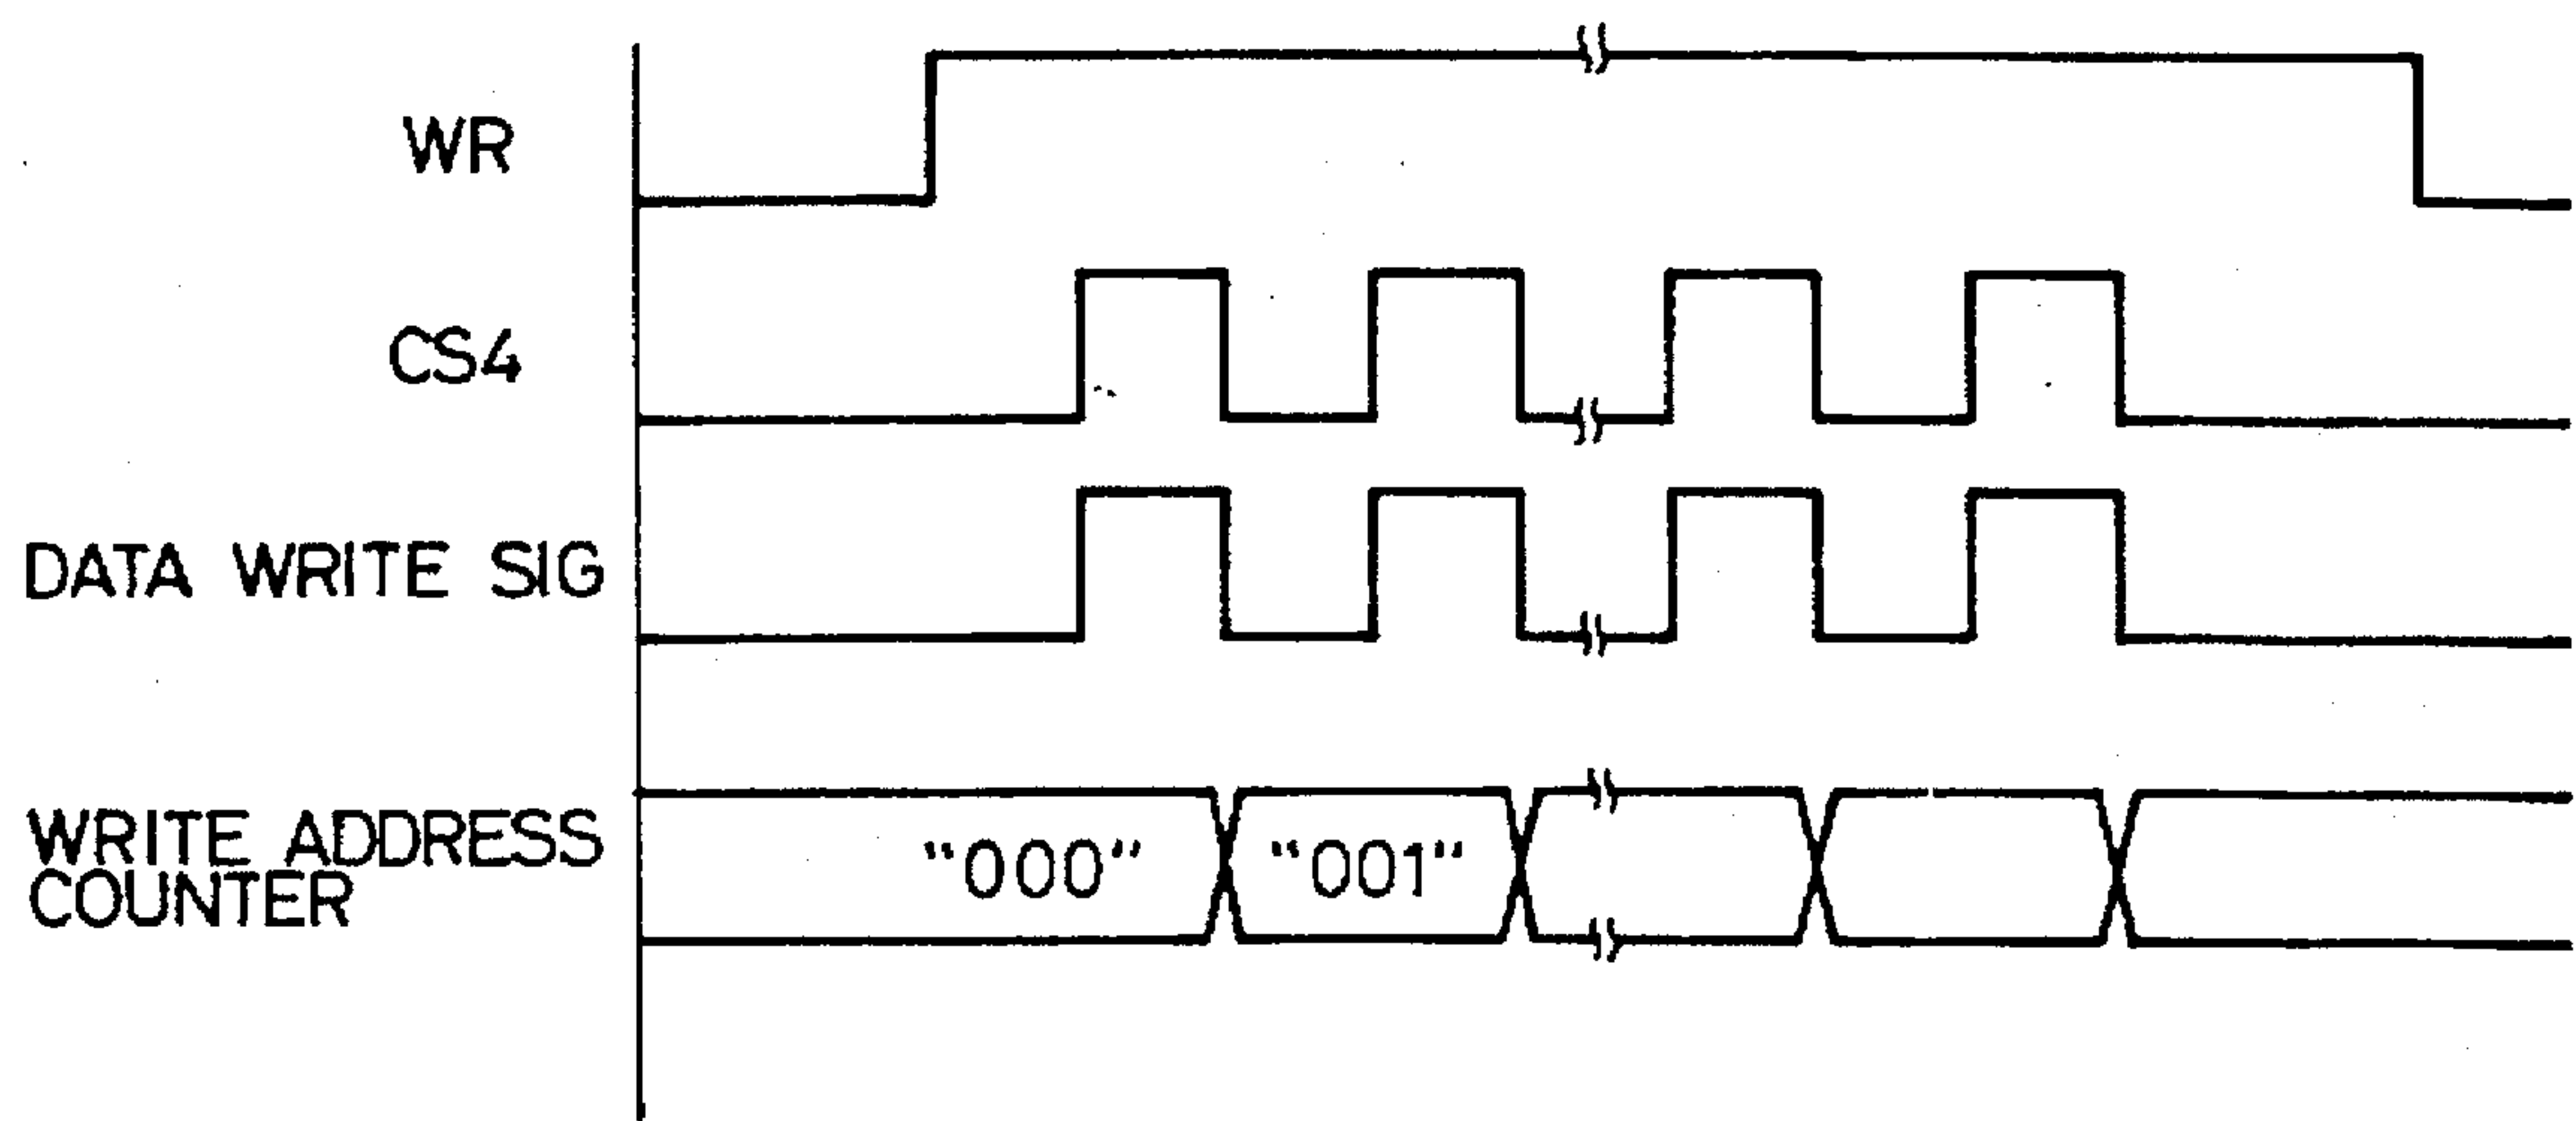 WR
CS4
DATA WRITE SIG
WRITE ADDRESS
COUNTER
"000" "001"